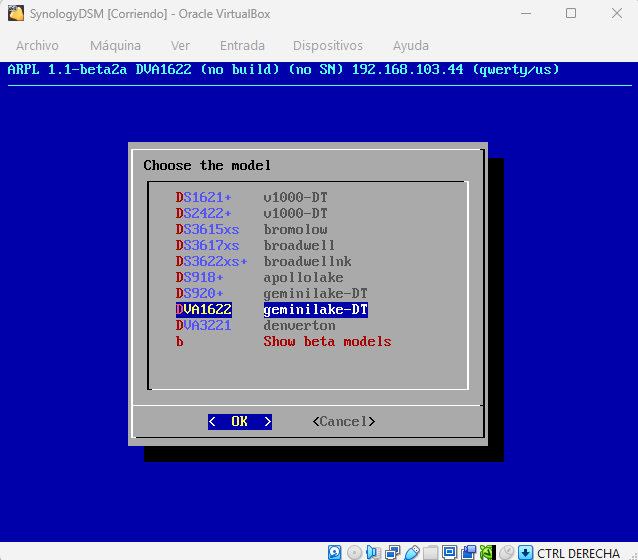 SynologyDSM [Corriendo] - Oracle VirtualBox
Archivo Máquina Ver Entrada Dispositivos Ayuda
ARPL 1.1-beta2a DVA1622 (no build) (no SN) 192.168.103.44 (qwerty/us)
Choose the model
DS1621+ v1000-DT
DS2422+ v1000-DT
DS3615xs bromolow
DS3617xs broadwell
DS3622xs+ broadwellnk
DS918+ apollolake
DS920+ geminilake-DT
DVA1622 geminilake-DT
DVA3221 denverton
b Show beta models
< OK > <Cancel>
CTRL DERECHA